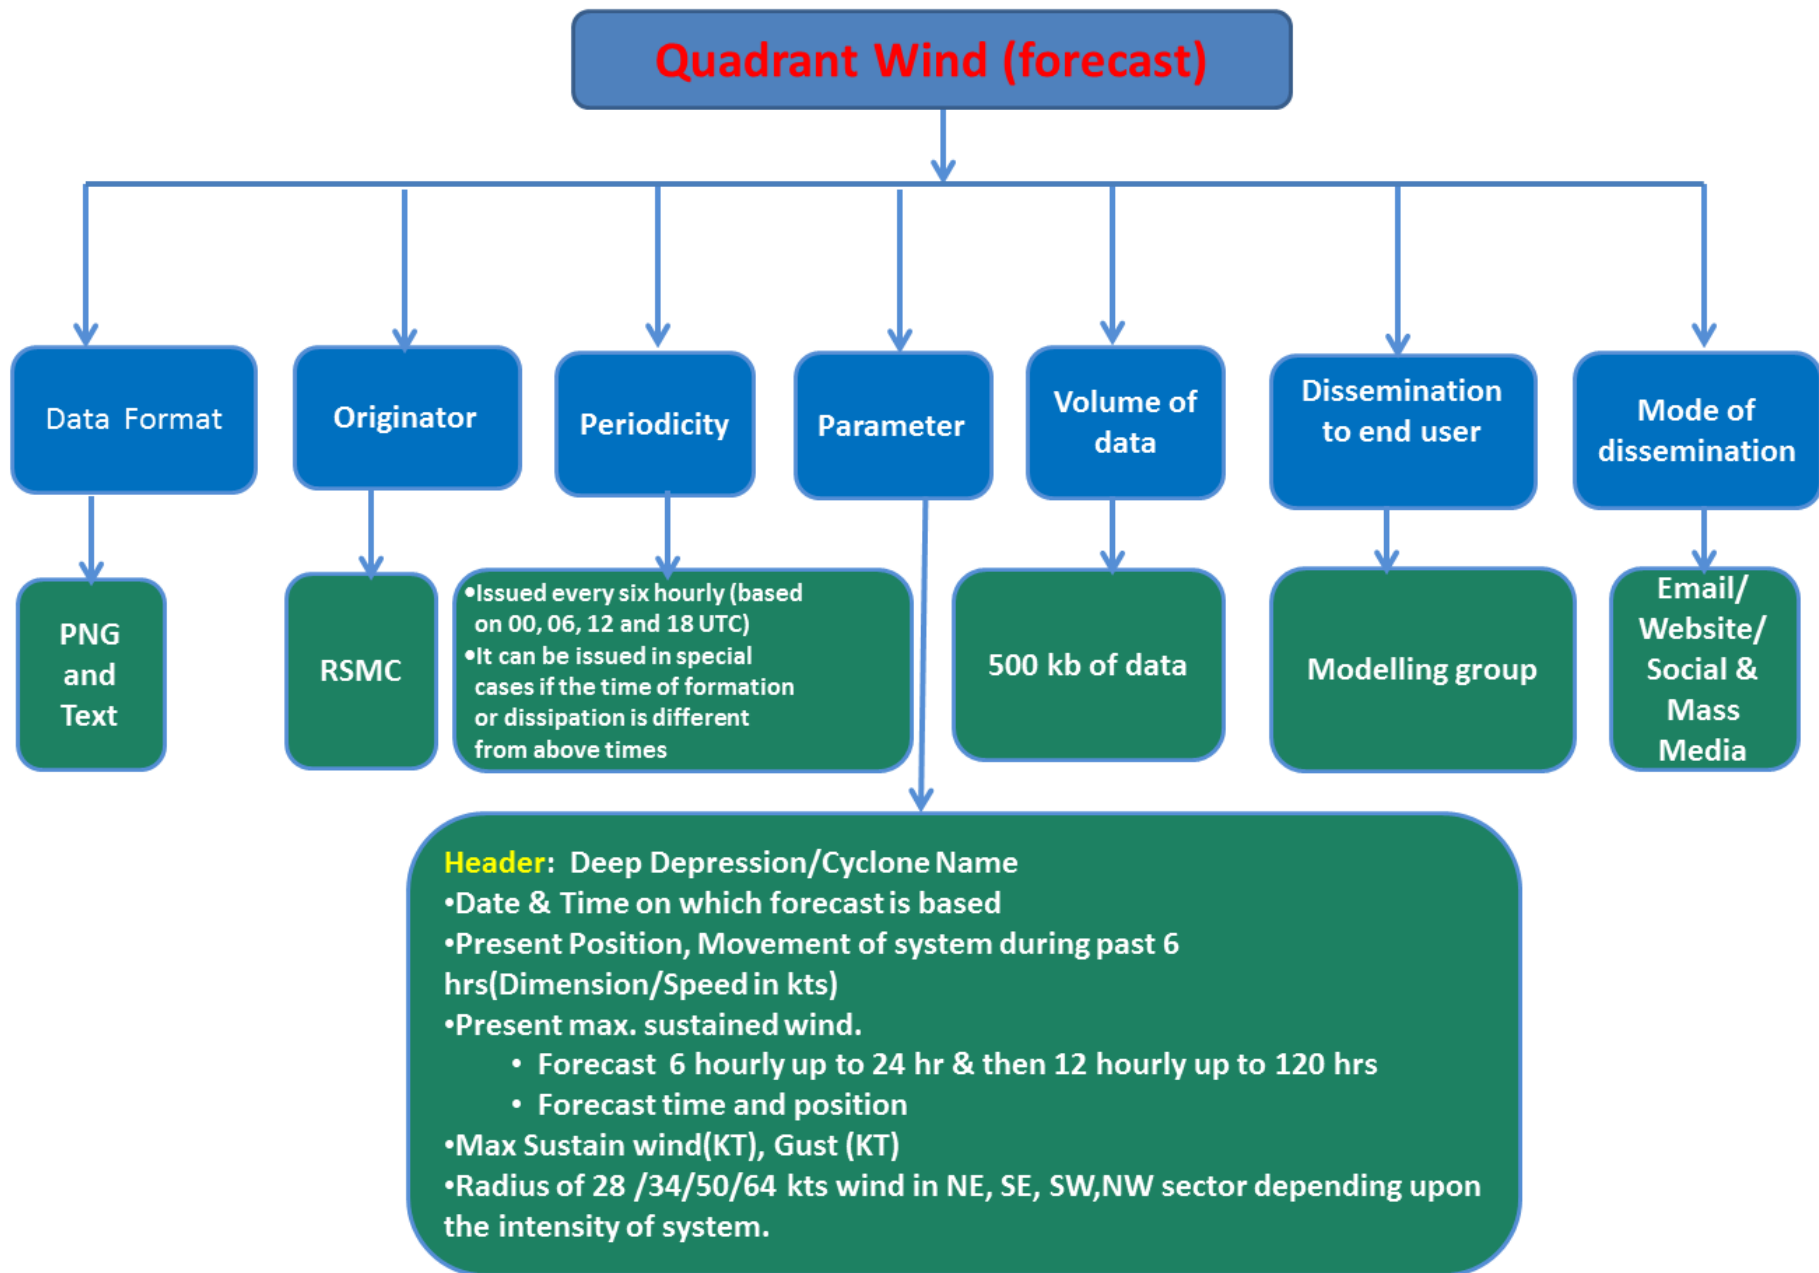 Quadrant Wind (forecast)
Data Format
Originator
Periodicity
Parameter
Volume of
data
Dissemination
to end user
Mode of
dissemination
PNG
and
Text
RSMC
•Issued every six hourly (based
on 00, 06, 12 and 18 UTC)
•It can be issued in special
cases if the time of formation
or dissipation is different
from above times
500 kb of data
Modelling group
Email/
Website/
Social &
Mass
Media
Header: Deep Depression/Cyclone Name
•Date & Time on which forecast is based
•Present Position, Movement of system during past 6
hrs(Dimension/Speed in kts)
•Present max. sustained wind.
• Forecast 6 hourly up to 24 hr & then 12 hourly up to 120 hrs
• Forecast time and position
•Max Sustain wind(KT), Gust (KT)
•Radius of 28 /34/50/64 kts wind in NE, SE, SW,NW sector depending upon
the intensity of system.